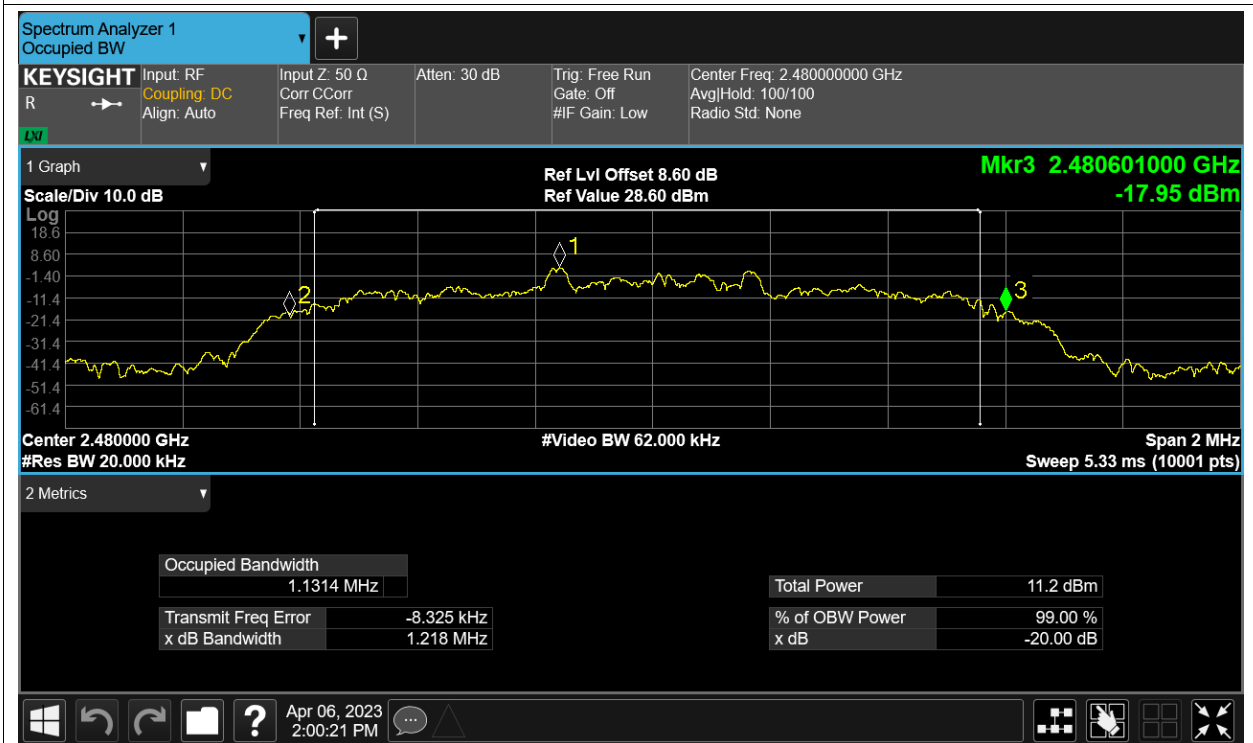 Spectrum Analyzer 1
Occupied BW
KEYSIGHT
R
LXI
Input: RF
Coupling: DC
Align: Auto
Input Z: 50 Ω
Corr CCorr
Freq Ref: Int (S)
Atten: 30 dB
Trig: Free Run
Gate: Off
#IF Gain: Low
Center Freq: 2.480000000 GHz
Avg|Hold: 100/100
Radio Std: None
1 Graph
Scale/Div 10.0 dB
Ref Lvl Offset 8.60 dB
Ref Value 28.60 dBm
Mkr3 2.480601000 GHz
-17.95 dBm
Log
18.6
8.60
-1.40
-11.4
-21.4
-31.4
-41.4
-51.4
-61.4
1
2
3
Center 2.480000 GHz
#Res BW 20.000 kHz
#Video BW 62.000 kHz
Span 2 MHz
Sweep 5.33 ms (10001 pts)
2 Metrics
Occupied Bandwidth
1.1314 MHz
Transmit Freq Error -8.325 kHz
x dB Bandwidth 1.218 MHz
Total Power 11.2 dBm
% of OBW Power 99.00 %
x dB -20.00 dB
Apr 06, 2023
2:00:21 PM